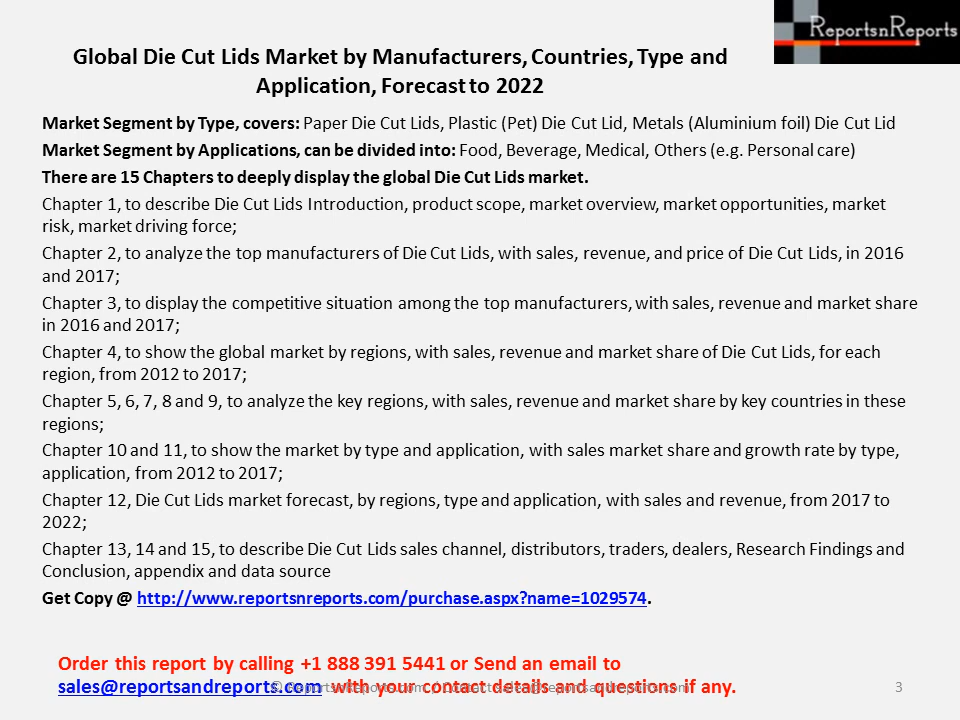 ReportsnReports
Global Die Cut Lids Market by Manufacturers, Countries, Type and
Application, Forecast to 2022
Market Segment by Type, covers: Paper Die Cut Lids, Plastic (Pet) Die Cut Lid, Metals (Aluminium foil) Die Cut Lid
Market Segment by Applications, can be divided into: Food, Beverage, Medical, Others (e.g. Personal care)
There are 15 Chapters to deeply display the global Die Cut Lids market.
Chapter 1, to describe Die Cut Lids Introduction, product scope, market overview, market opportunities, market
risk, market driving force;
Chapter 2, to analyze the top manufacturers of Die Cut Lids, with sales, revenue, and price of Die Cut Lids, in 2016
and 2017;
Chapter 3, to display the competitive situation among the top manufacturers, with sales, revenue and market share
in 2016 and 2017;
Chapter 4, to show the global market by regions, with sales, revenue and market share of Die Cut Lids, for each
region, from 2012 to 2017;
Chapter 5, 6, 7, 8 and 9, to analyze the key regions, with sales, revenue and market share by key countries in these
regions;
Chapter 10 and 11, to show the market by type and application, with sales market share and growth rate by type,
application, from 2012 to 2017;
Chapter 12, Die Cut Lids market forecast, by regions, type and application, with sales and revenue, from 2017 to
2022;
Chapter 13, 14 and 15, to describe Die Cut Lids sales channel, distributors, traders, dealers, Research Findings and
Conclusion, appendix and data source
Get Copy @ http://www.reportsnreports.com/purchase.aspx?name=1029574.
Order this report by calling +1 888 391 5441 or Send an email to
sales@reportsandreports.com with your contact details and questions if any.
3